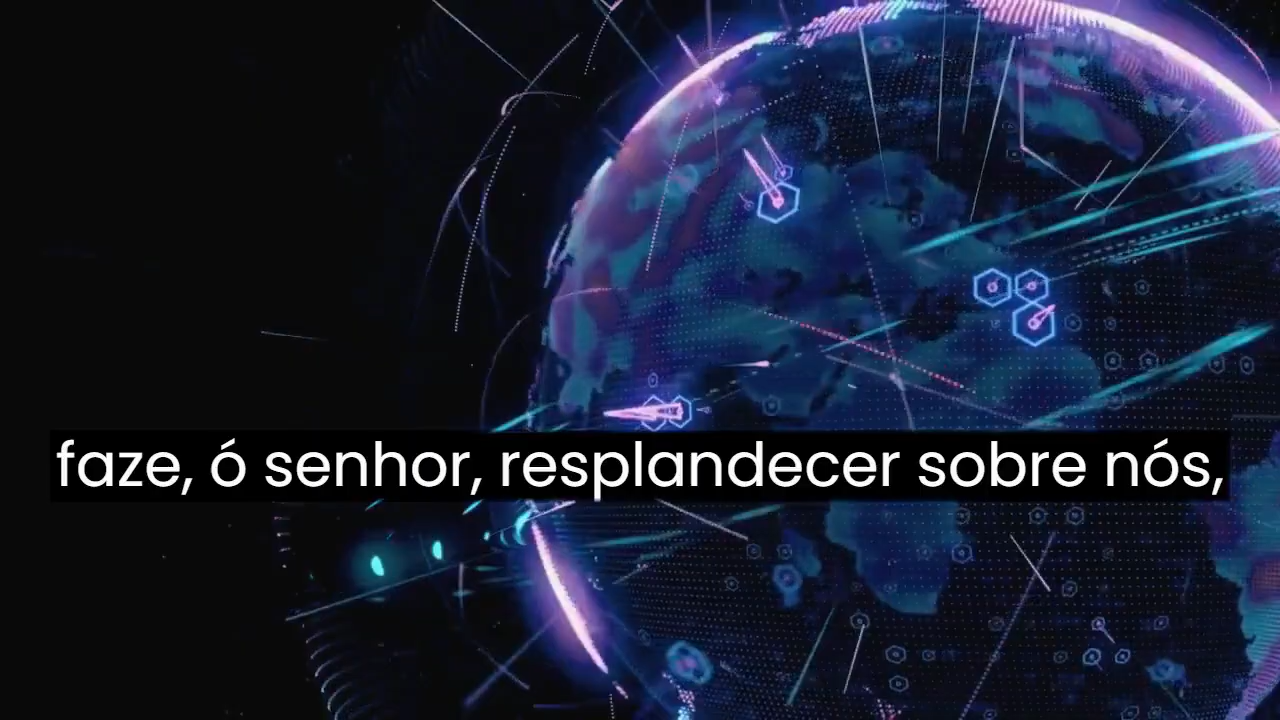 faze, ó senhor, resplandecer sobre nós,